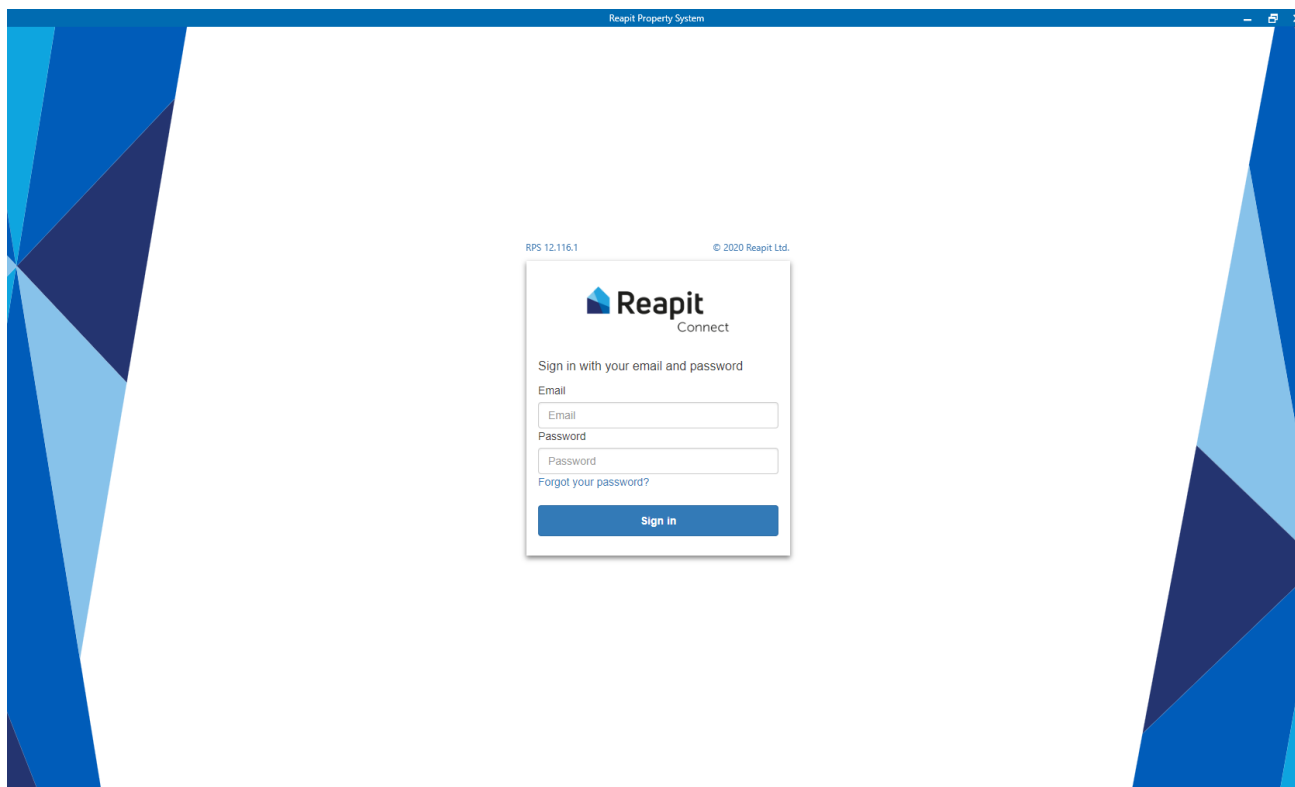 Reapit Property System
RPS 12.116.1 © 2020 Reapit Ltd.
Reapit
Connect
Sign in with your email and password
Email
Email
Password
Password
Forgot your password?
Sign in